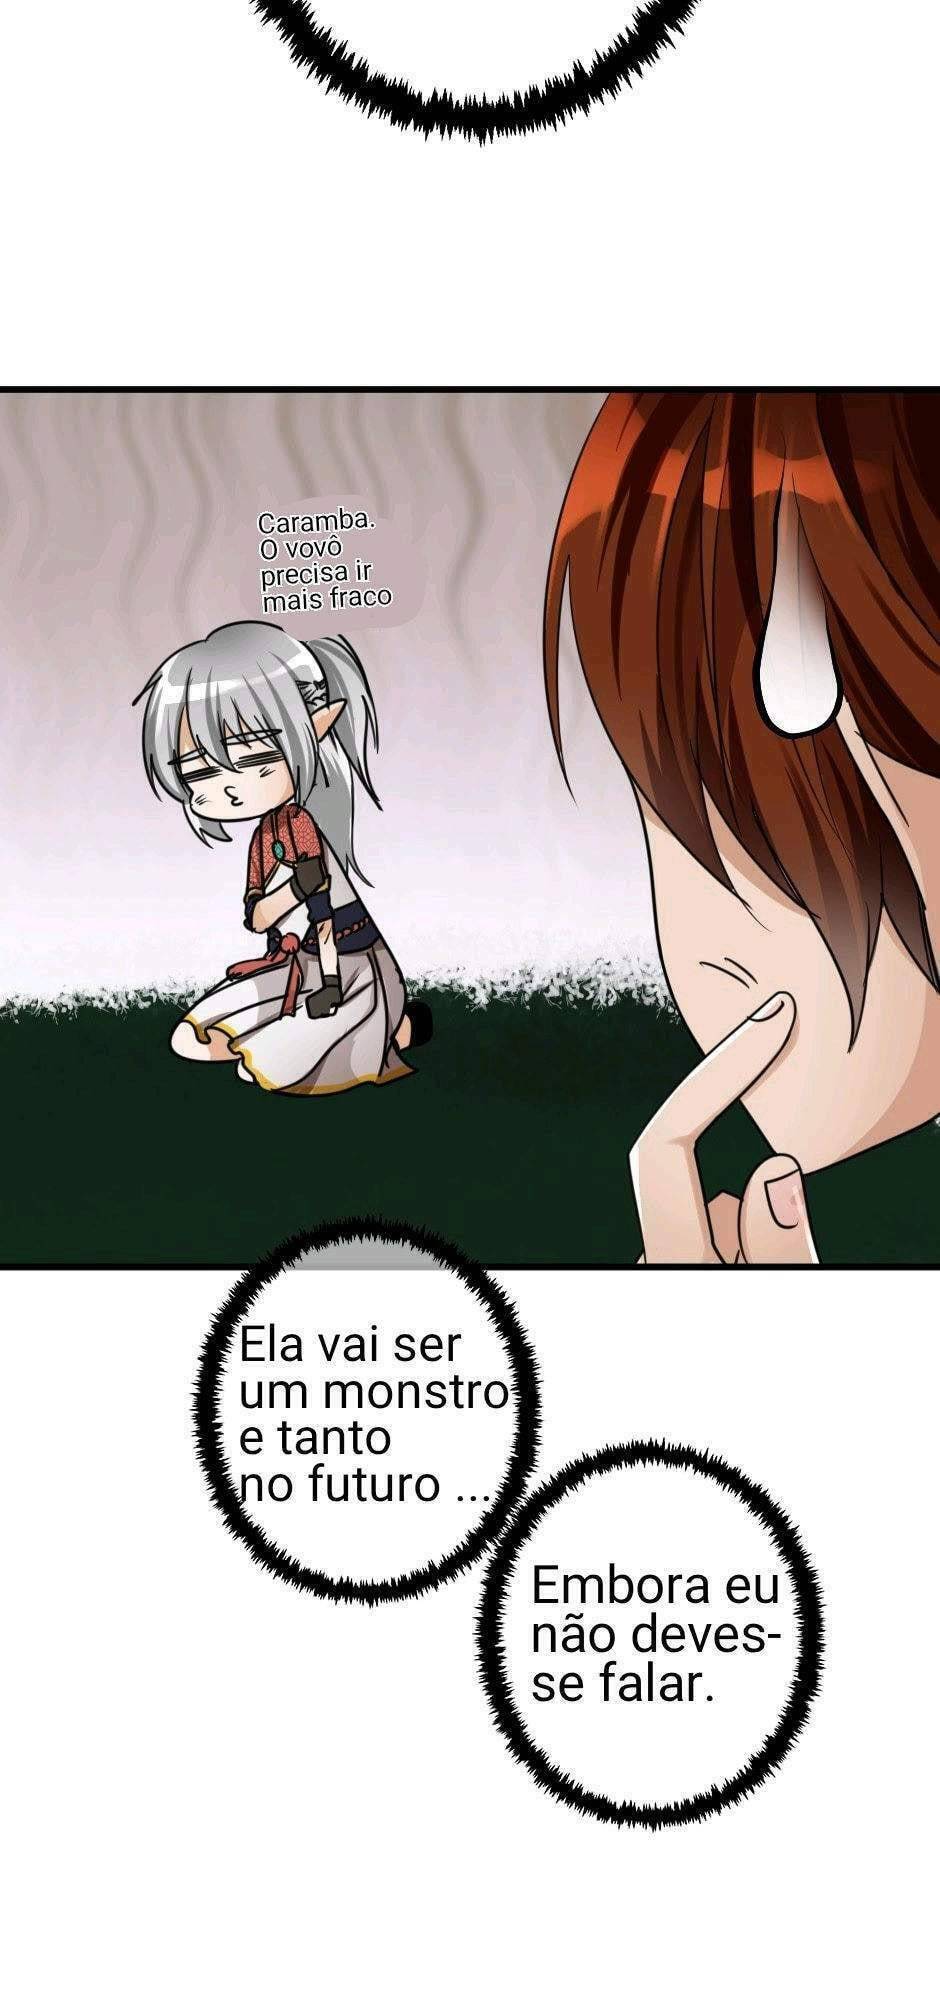 Caramba.
O vovô
precisa ir
mais fraco
Ela vai ser
um monstro
e tanto
no futuro ...
Embora eu
não deves-
se falar.